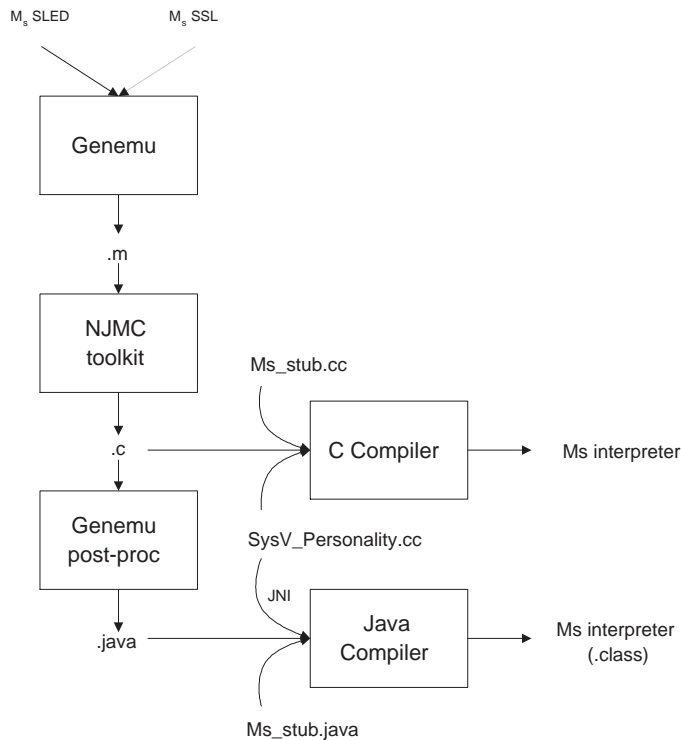 Ms SLED
Ms SSL
Genemu
.m
NJMC
toolkit
Ms_stub.cc
.c
C Compiler
Ms interpreter
Genemu
post-proc
SysV_Personality.cc
JNI
.java
Java
Compiler
Ms interpreter
(.class)
Ms_stub.java